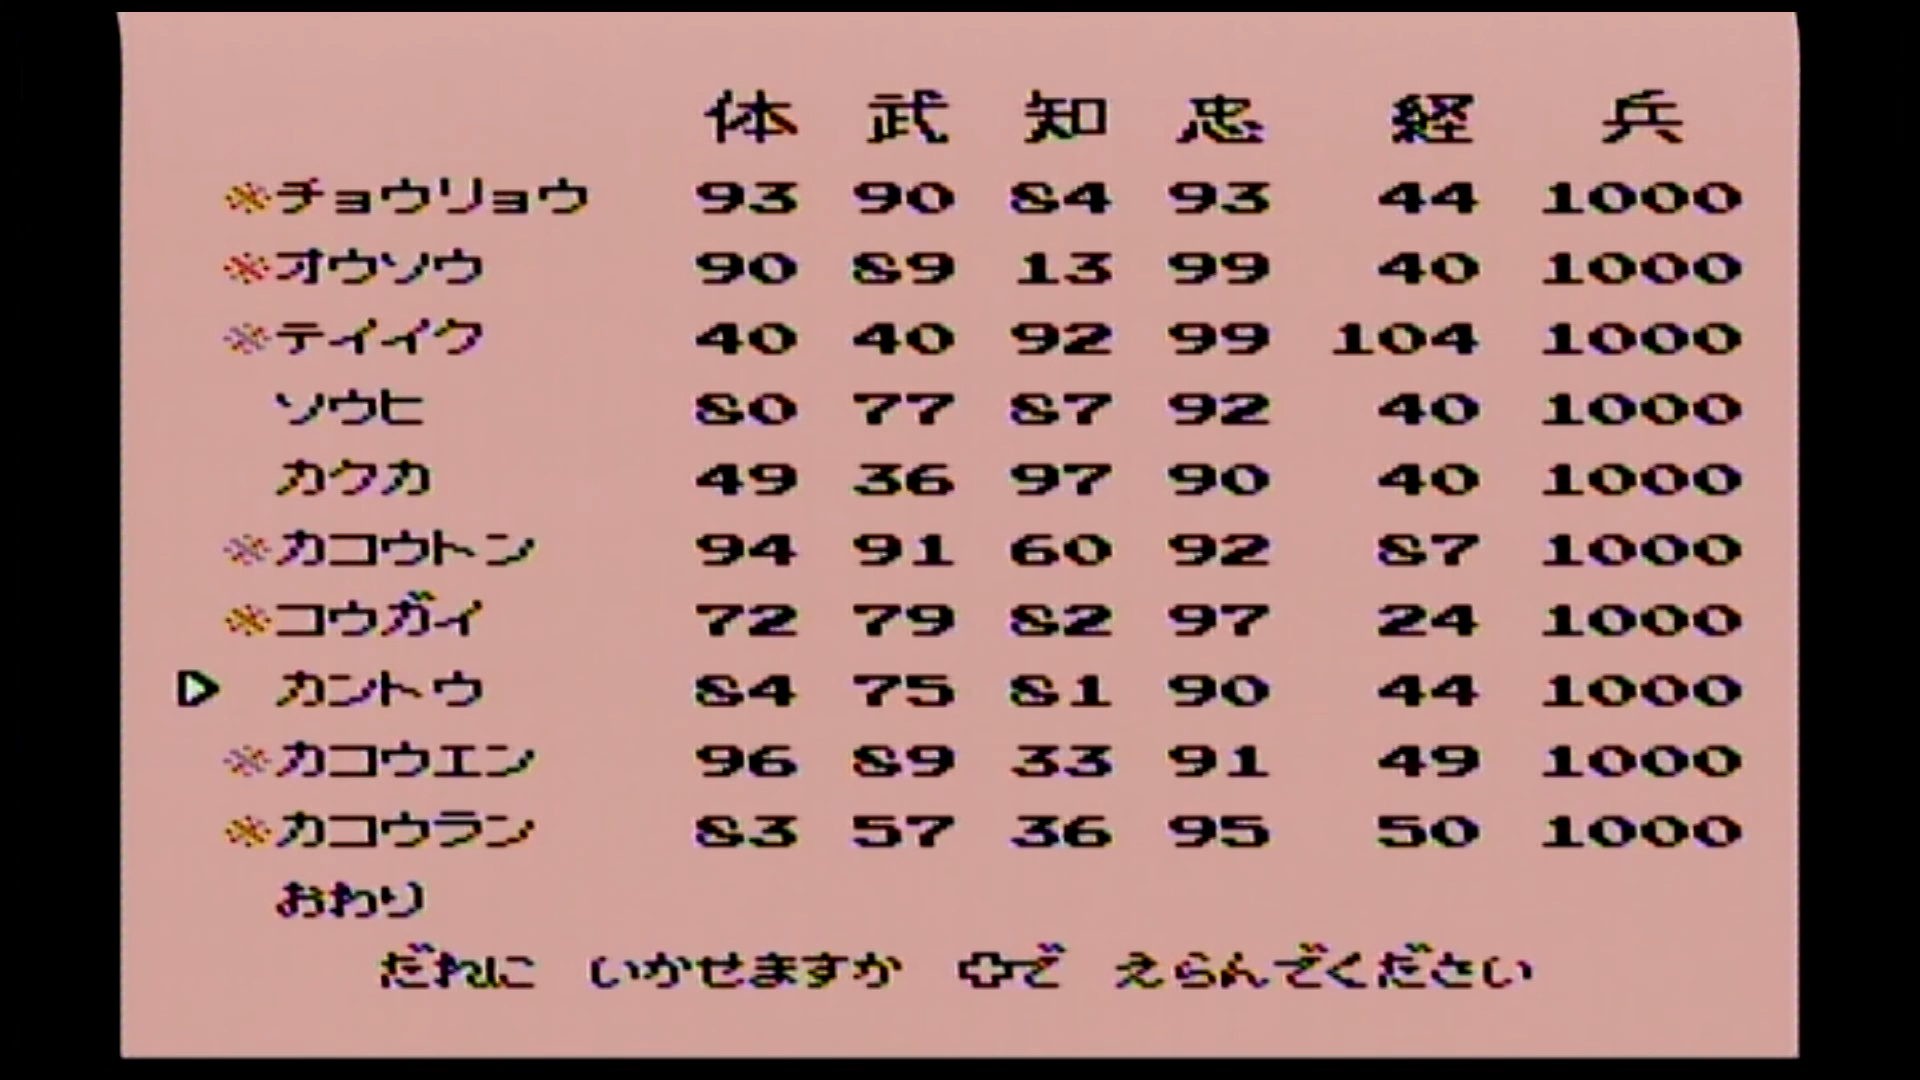 体 武 知 忠 経 兵
※チョウリョウ 93 90 84 93 44 1000
※オウソウ 90 89 13 99 40 1000
※テイイク 40 40 92 99 104 1000
ソウヒ 80 77 87 92 40 1000
カクカ 49 36 97 90 40 1000
※カコウトン 94 91 60 92 87 1000
※コウガイ 72 79 82 97 24 1000
カントウ 84 75 81 90 44 1000
※カコウエン 96 89 33 91 49 1000
※カコウラン 83 57 36 95 50 1000
おわり
だれに いかせますか ✚で えらんでください